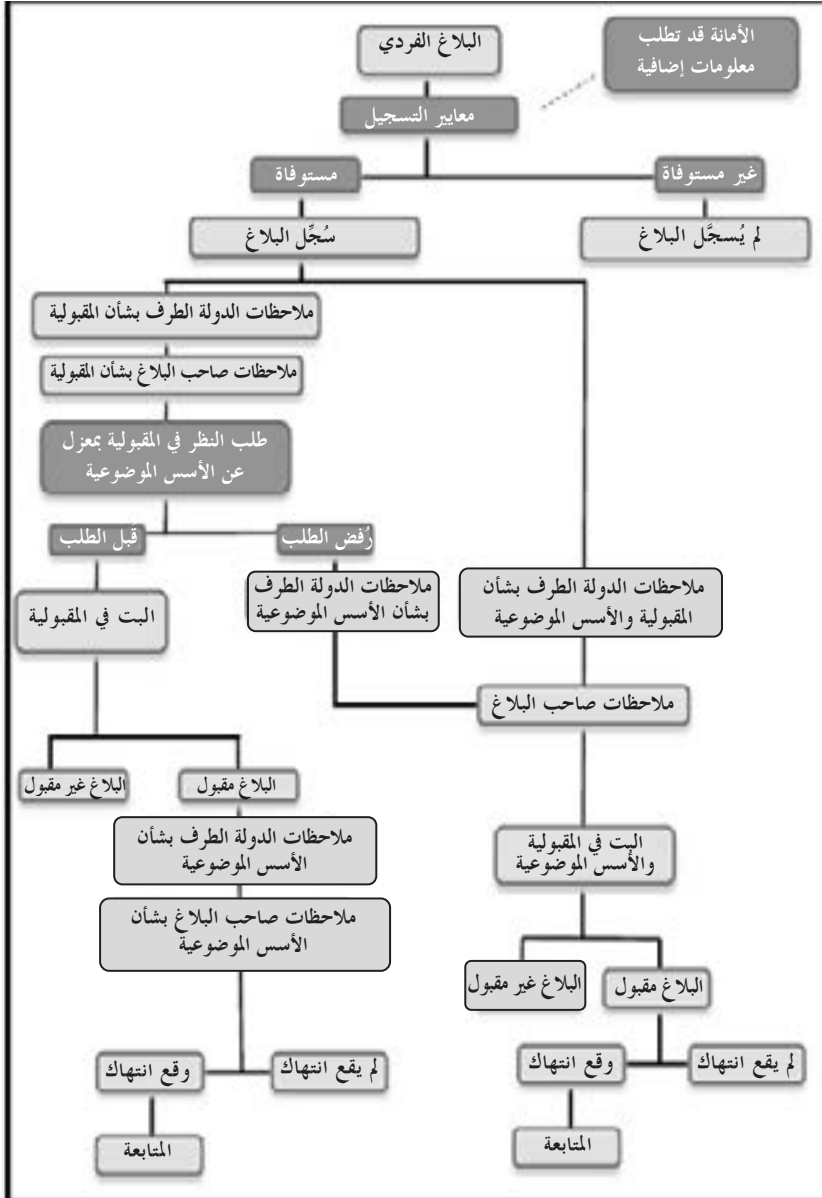 البلاغ الفردي
الأمانة قد تطلب
معلومات إضافية
معايير التسجيل
غير مستوفاة
مستوفاة
لم يُسجَّل البلاغ
سُجِّل البلاغ
ملاحظات الدولة الطرف بشأن المقبولية
ملاحظات صاحب البلاغ بشأن المقبولية
طلب النظر في المقبولية بمعزل
عن الأسس الموضوعية
رُفض الطلب
قَبل الطلب
ملاحظات الدولة الطرف بشأن
المقبولية والأسس الموضوعية
ملاحظات الدولة الطرف
بشأن الأسس الموضوعية
البت في المقبولية
ملاحظات صاحب البلاغ
البلاغ مقبول
البلاغ غير مقبول
ملاحظات الدولة الطرف بشأن
الأسس الموضوعية
البت في المقبولية
والأسس الموضوعية
ملاحظات صاحب البلاغ بشأن
الأسس الموضوعية
البلاغ مقبول
البلاغ غير مقبول
لم يقع انتهاك
وقع انتهاك
لم يقع انتهاك
وقع انتهاك
المتابعة
المتابعة